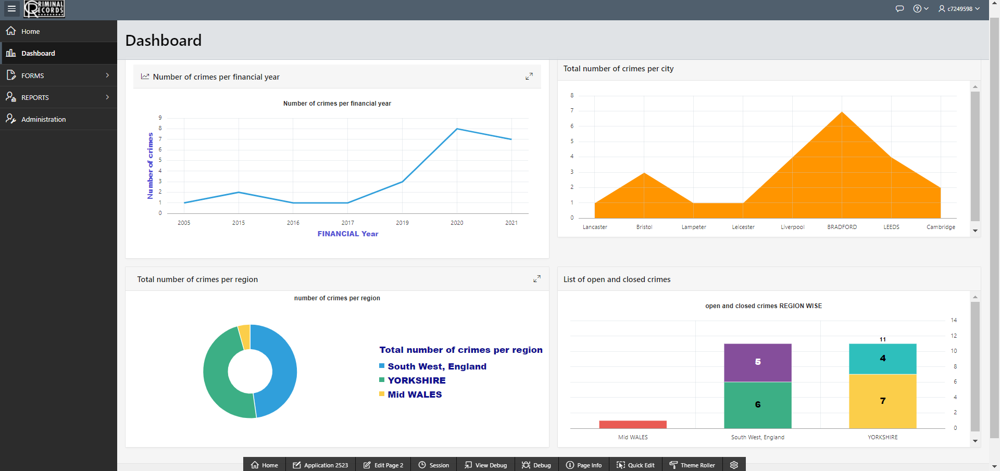 CRIMINAL
RECORDS
c7249598
Home
Dashboard
FORMS
REPORTS
Administration
Dashboard
Number of crimes per financial year
Number of crimes per financial year
Number of crimes
9
8
7
6
5
4
3
2
1
0
2005 2015 2016 2017 2019 2020 2021
FINANCIAL Year
Total number of crimes per city
8
7
6
5
4
3
2
1
0
Lancaster Bristol Lampeter Leicester Liverpool BRADFORD LEEDS Cambridge
Total number of crimes per region
number of crimes per region
Total number of crimes per region
South West, England
YORKSHIRE
Mid WALES
List of open and closed crimes
open and closed crimes REGION WISE
14
12
10
8
6
4
2
0
11
5
4
6
7
Mid WALES South West, England YORKSHIRE
Home Application 2523 Edit Page 2 Session View Debug Debug Page Info Quick Edit Theme Roller